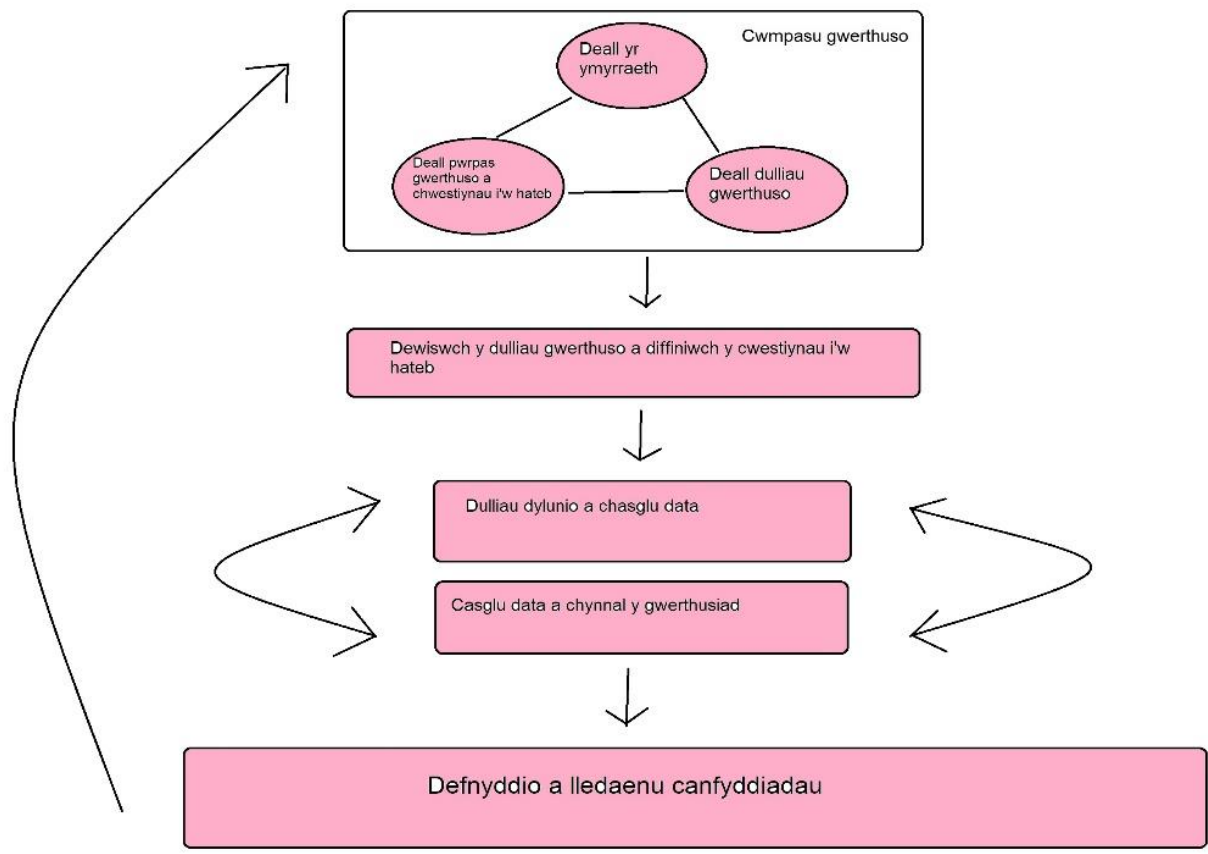 Cwmpasu gwerthuso
Deall yr
ymyrraeth
Deall pwrpas
gwerthuso a
chwestiynau i'w hateb
Deall dulliau
gwerthuso
Dewiswch y dulliau gwerthuso a diffiniwch y cwestiynau i'w
hateb
Dulliau dylunio a chasglu data
Casglu data a chynnal y gwerthusiad
Defnyddio a lledaenu canfyddiadau